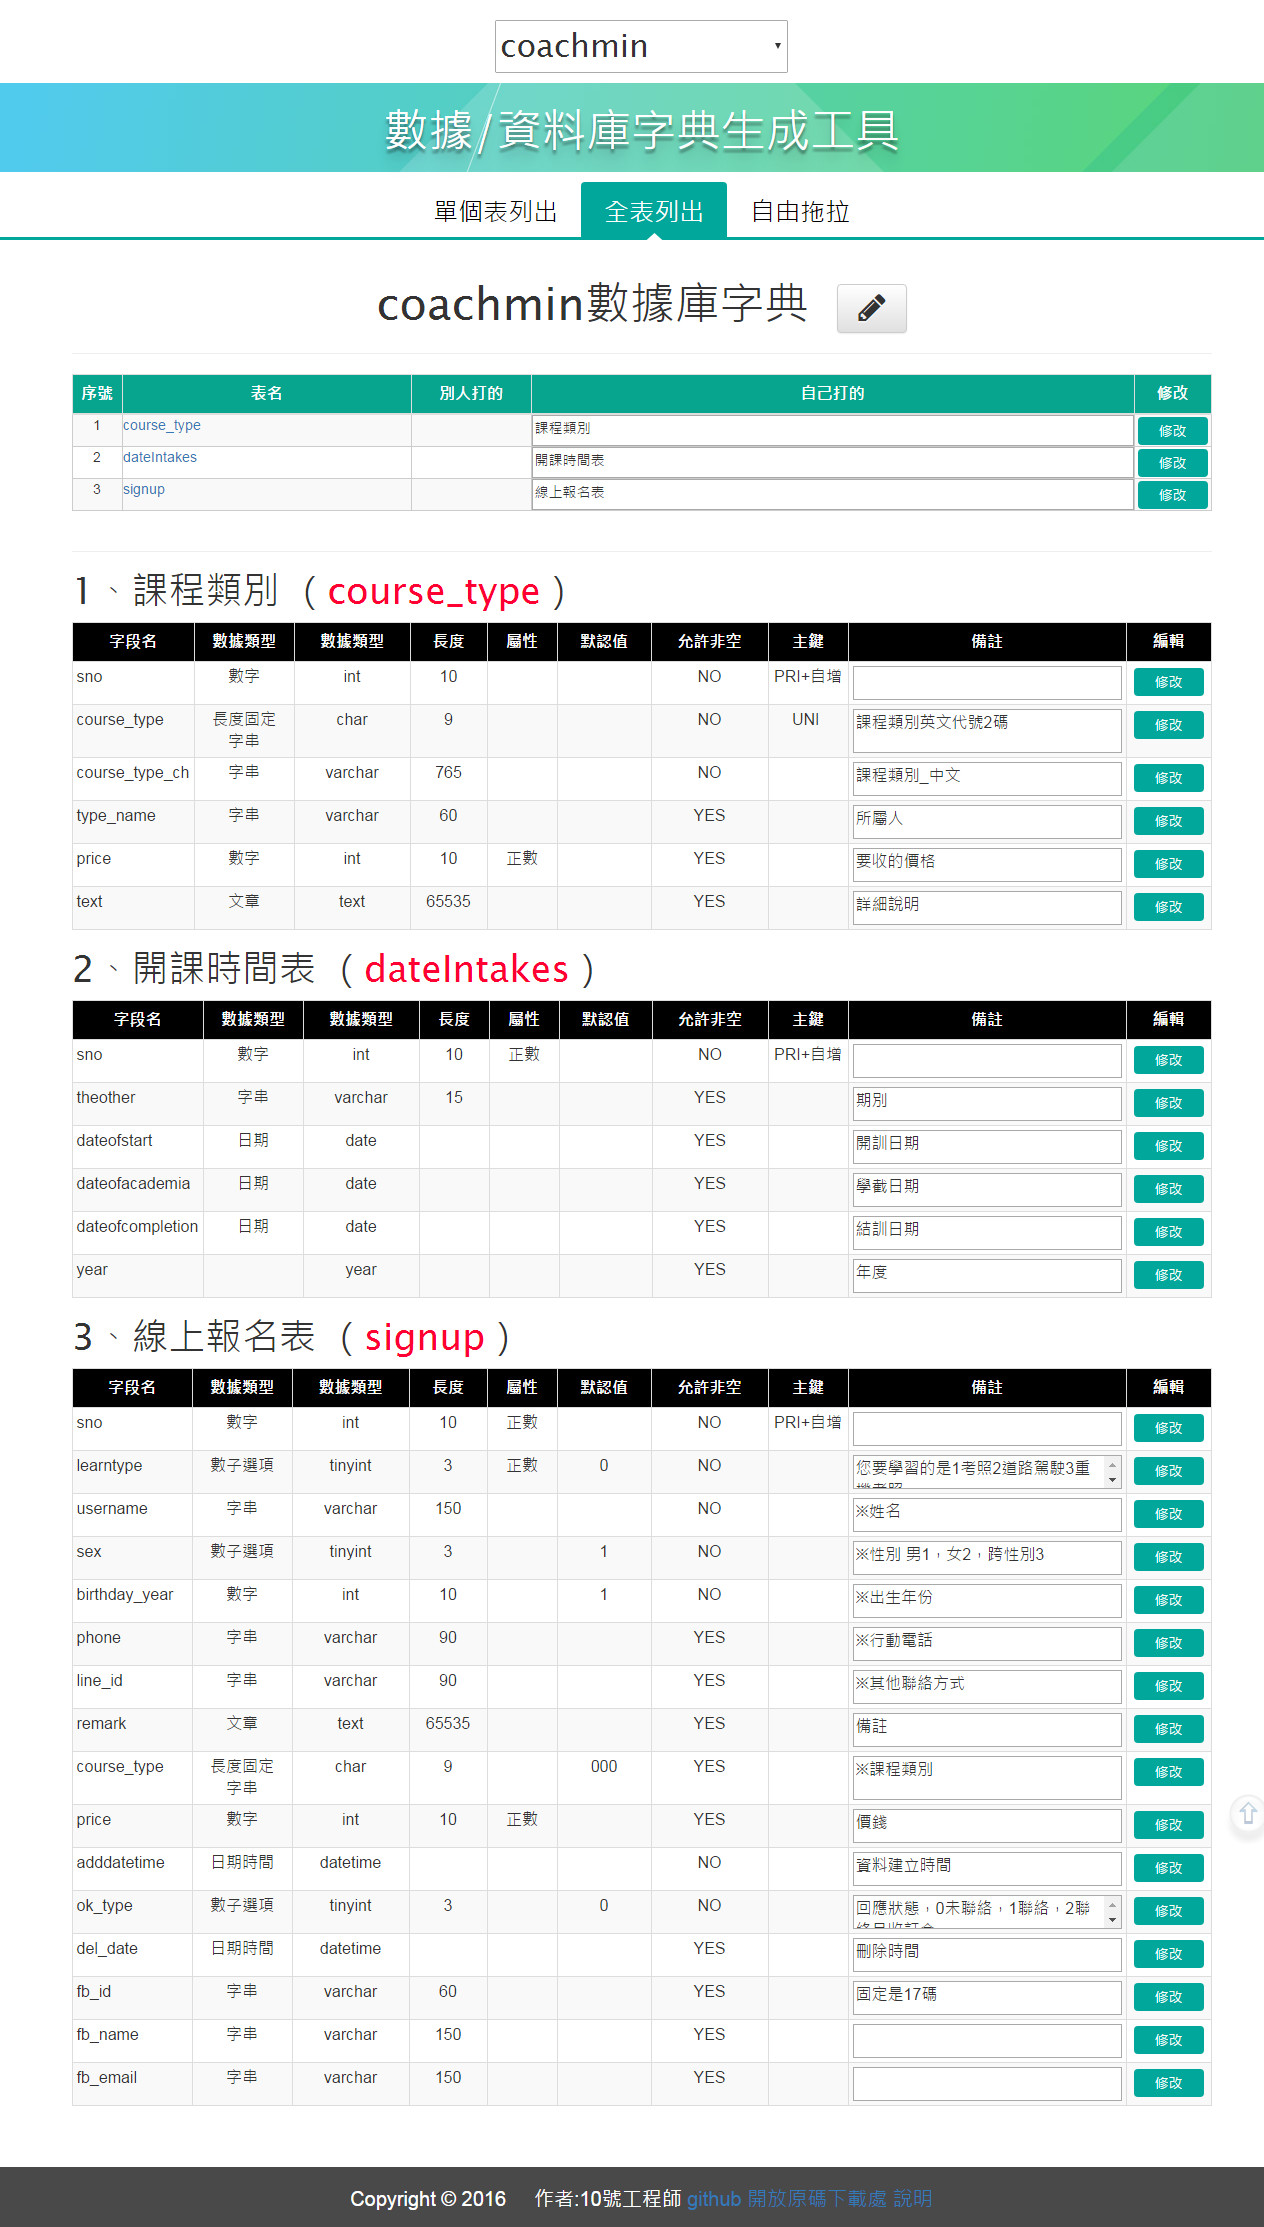 coachmin
數據/資料庫字典生成工具
單個表列出 全表列出 自由拖拉
coachmin數據庫字典
序號 表名 別人打的 自己打的 修改
1 course_type 課程類別 修改
2 dateIntakes 開課時間表 修改
3 signup 線上報名表 修改
1、課程類別 ( course_type )
字段名 數據類型 數據類型 長度 屬性 默認值 允許非空 主鍵 備註 編輯
sno 數字 int 10 NO PRI+自增 修改
course_type 長度固定 char 9 NO UNI 課程類別英文代號2碼 修改
字串
course_type_ch 字串 varchar 765 NO 課程類別_中文 修改
type_name 字串 varchar 60 YES 所屬人 修改
price 數字 int 10 正數 YES 要收的價格 修改
text 文章 text 65535 YES 詳細說明 修改
2、開課時間表 ( dateIntakes )
字段名 數據類型 數據類型 長度 屬性 默認值 允許非空 主鍵 備註 編輯
sno 數字 int 10 正數 NO PRI+自增 修改
theother 字串 varchar 15 YES 期別 修改
dateofstart 日期 date YES 開訓日期 修改
dateofacademia 日期 date YES 學截日期 修改
dateofcompletion 日期 date YES 結訓日期 修改
year year YES 年度 修改
3、線上報名表 ( signup )
字段名 數據類型 數據類型 長度 屬性 默認值 允許非空 主鍵 備註 編輯
sno 數字 int 10 正數 NO PRI+自增 修改
learntype 數子選項 tinyint 3 正數 0 NO 您要學習的是1考照2道路駕駛3重 修改
username 字串 varchar 150 NO ※姓名 修改
sex 數子選項 tinyint 3 1 NO ※性別 男1，女2，跨性別3 修改
birthday_year 數字 int 10 1 NO ※出生年份 修改
phone 字串 varchar 90 YES ※行動電話 修改
line_id 字串 varchar 90 YES ※其他聯絡方式 修改
remark 文章 text 65535 YES 備註 修改
course_type 長度固定 char 9 000 YES ※課程類別 修改
字串
price 數字 int 10 正數 YES 價錢 修改
adddatetime 日期時間 datetime NO 資料建立時間 修改
ok_type 數子選項 tinyint 3 0 NO 回應狀態，0未聯絡，1聯絡，2聯 修改
del_date 日期時間 datetime YES 刪除時間 修改
fb_id 字串 varchar 60 YES 固定是17碼 修改
fb_name 字串 varchar 150 YES 修改
fb_email 字串 varchar 150 YES 修改
Copyright © 2016 作者:10號工程師 github 開放原碼下載處 說明